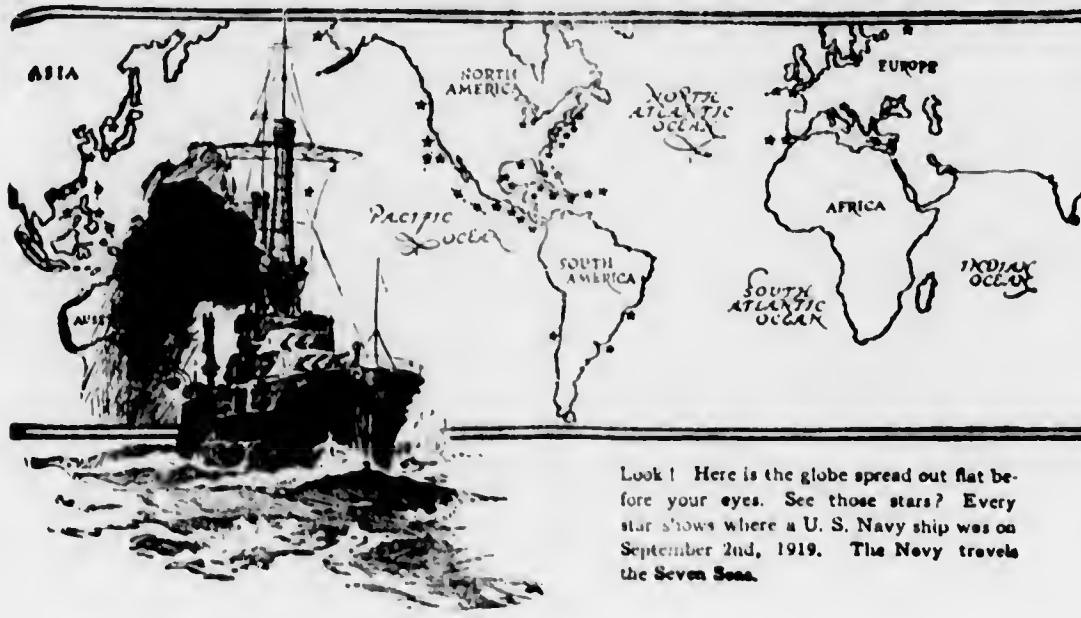 ASIA
NORTH
AMERICA
NORTH
ATLANTIC
OCEAN
EUROPE
PACIFIC
OCEAN
AFRICA
SOUTH
AMERICA
SOUTH
ATLANTIC
OCEAN
INDIAN
OCEAN
AUST
Look! Here is the globe spread out flat be-
fore your eyes. See those stars? Every
star shows where a U. S. Navy ship was on
September 2nd, 1919. The Navy travels
the Seven Seas.